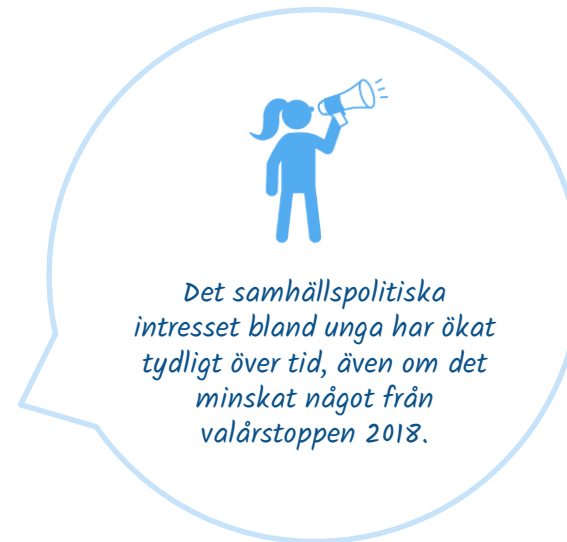 Det samhällspolitiska
intresset bland unga har ökat
tydligt över tid, även om det
minskat något från
valårstoppen 2018.